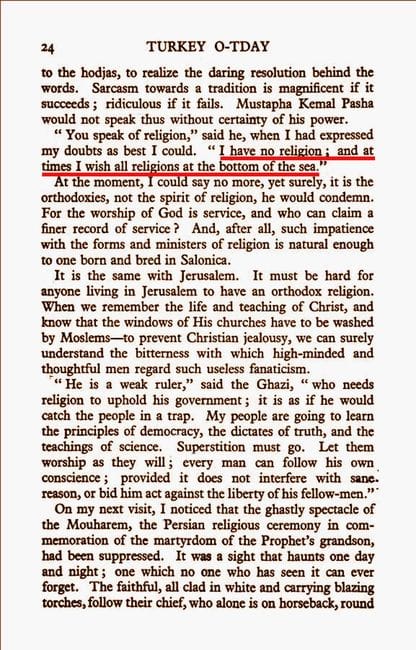 24 TURKEY O-TDAY
to the hodjas, to realize the daring resolution behind the
words. Sarcasm towards a tradition is magnificent if it
succeeds; ridiculous if it fails. Mustapha Kemal Pasha
would not speak thus without certainty of his power.
“ You speak of religion,” said he, when I had expressed
my doubts as best I could. “ I have no religion; and at
times I wish all religions at the bottom of the sea.”
At the moment, I could say no more, yet surely, it is the
orthodoxies, not the spirit of religion, he would condemn.
For the worship of God is service, and who can claim a
finer record of service? And, after all, such impatience
with the forms and ministers of religion is natural enough
to one born and bred in Salonica.
It is the same with Jerusalem. It must be hard for
anyone living in Jerusalem to have an orthodox religion.
When we remember the life and teaching of Christ, and
know that the windows of His churches have to be washed
by Moslems—to prevent Christian jealousy, we can surely
understand the bitterness with which high-minded and
thoughtful men regard such useless fanaticism.
“ He is a weak ruler,” said the Ghazi, “ who needs
religion to uphold his government; it is as if he would
catch the people in a trap. My people are going to learn
the principles of democracy, the dictates of truth, and the
teachings of science. Superstition must go. Let them
worship as they will; every man can follow his own
conscience; provided it does not interfere with sane
reason, or bid him act against the liberty of his fellow-men.”
On my next visit, I noticed that the ghastly spectacle of
the Mouharem, the Persian religious ceremony in com-
memoration of the martyrdom of the Prophet's grandson,
had been suppressed. It was a sight that haunts one day
and night; one which no one who has seen it can ever
forget. The faithful, all clad in white and carrying blazing
torches, follow their chief, who alone is on horseback, round